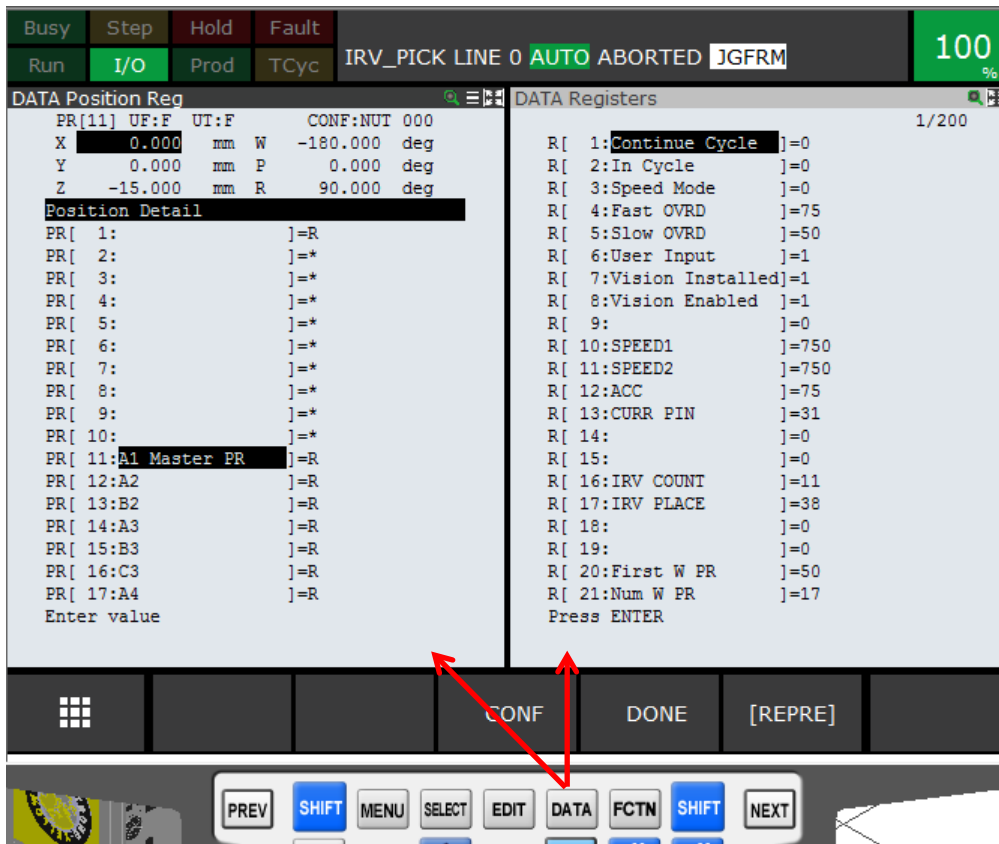 Busy Step Hold Fault
Run I/O Prod TCyc
IRV_PICK LINE 0 AUTO ABORTED JGFRM
100
%
DATA Position Reg
PR[11] UF:F UT:F CONF:NUT 000
X 0.000 mm W -180.000 deg
Y 0.000 mm P 0.000 deg
Z -15.000 mm R 90.000 deg
Position Detail
PR[ 1: ]=R
PR[ 2: ]=*
PR[ 3: ]=*
PR[ 4: ]=*
PR[ 5: ]=*
PR[ 6: ]=*
PR[ 7: ]=*
PR[ 8: ]=*
PR[ 9: ]=*
PR[ 10: ]=*
PR[ 11:A1 Master PR ]=R
PR[ 12:A2 ]=R
PR[ 13:B2 ]=R
PR[ 14:A3 ]=R
PR[ 15:B3 ]=R
PR[ 16:C3 ]=R
PR[ 17:A4 ]=R
Enter value
DATA Registers
1/200
R[ 1:Continue Cycle ]=0
R[ 2:In Cycle ]=0
R[ 3:Speed Mode ]=0
R[ 4:Fast OVRD ]=75
R[ 5:Slow OVRD ]=50
R[ 6:User Input ]=1
R[ 7:Vision Installed]=1
R[ 8:Vision Enabled ]=1
R[ 9: ]=0
R[ 10:SPEED1 ]=750
R[ 11:SPEED2 ]=750
R[ 12:ACC ]=75
R[ 13:CURR PIN ]=31
R[ 14: ]=0
R[ 15: ]=0
R[ 16:IRV COUNT ]=11
R[ 17:IRV PLACE ]=38
R[ 18: ]=0
R[ 19: ]=0
R[ 20:First W PR ]=50
R[ 21:Num W PR ]=17
Press ENTER
CONF DONE [REPRE]
PREV SHIFT MENU SELECT EDIT DATA FCTN SHIFT NEXT